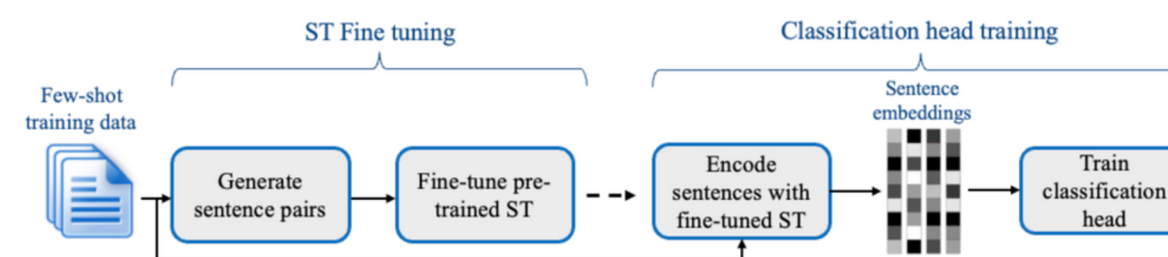 ST Fine tuning
Classification head training
Few-shot
training data
Generate
sentence pairs
Fine-tune pre-
trained ST
Encode
sentences with
fine-tuned ST
Sentence
embeddings
Train
classification
head